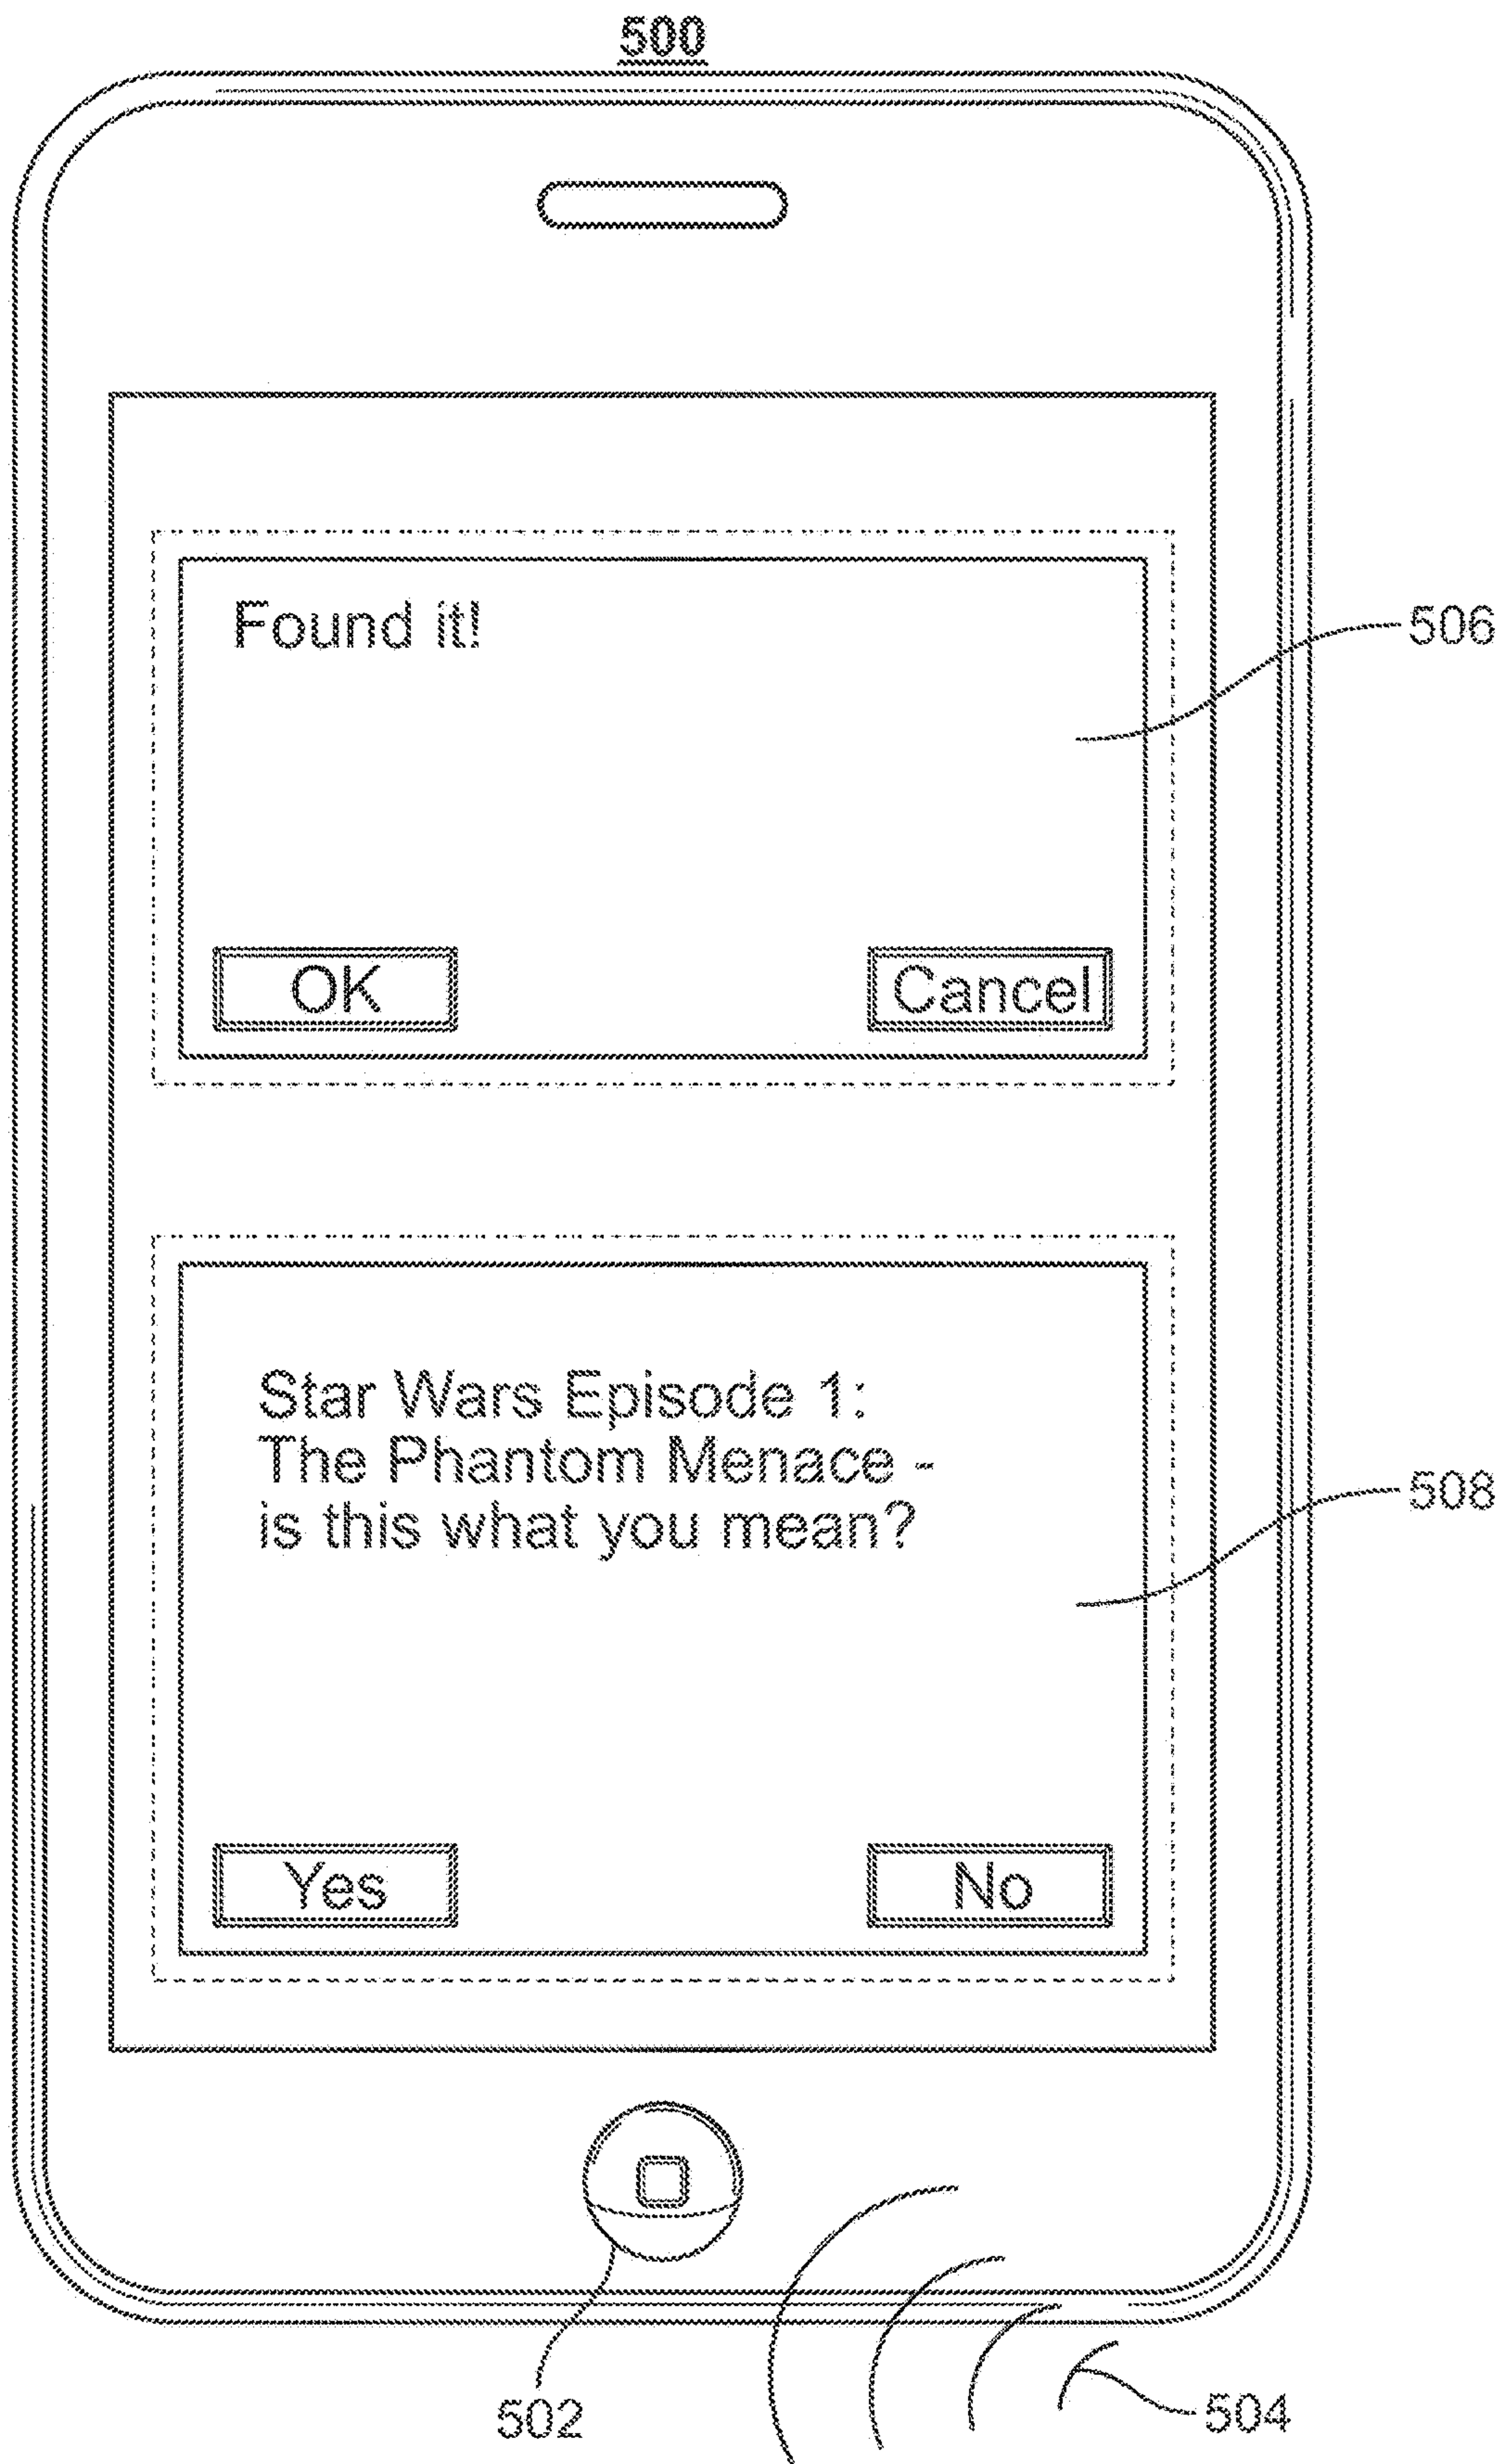 500
Found it!
506
OK
Cancel
Star Wars Episode 1:
The Phantom Menace -
is this what you mean?
508
Yes
No
502
504